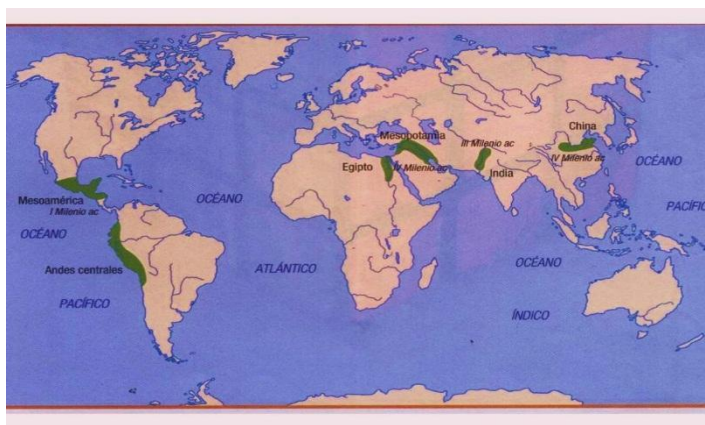 China
Mesopotamia
III Milenio ac
IV Milenio ac
OCÉANO
Egipto
IV Milenio ac
India
Mesoamérica
I Milenio ac
OCÉANO
PACÍFICO
OCÉANO
Andes centrales
ATLÁNTICO
OCÉANO
PACÍFICO
ÍNDICO